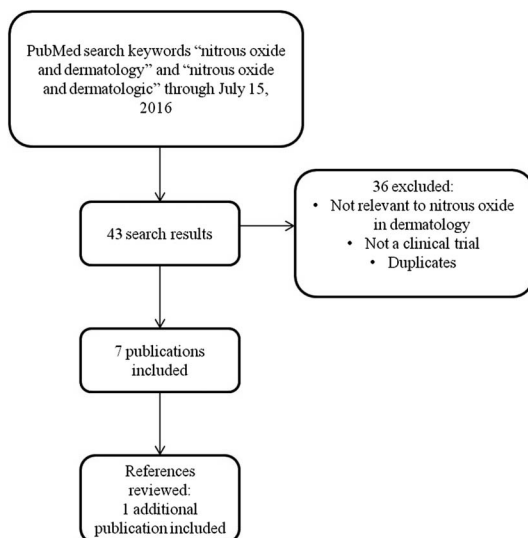 PubMed search keywords “nitrous oxide
and dermatology” and “nitrous oxide
and dermatologic” through July 15,
2016
43 search results
36 excluded:
• Not relevant to nitrous oxide
in dermatology
• Not a clinical trial
• Duplicates
7 publications
included
References
reviewed:
1 additional
publication included